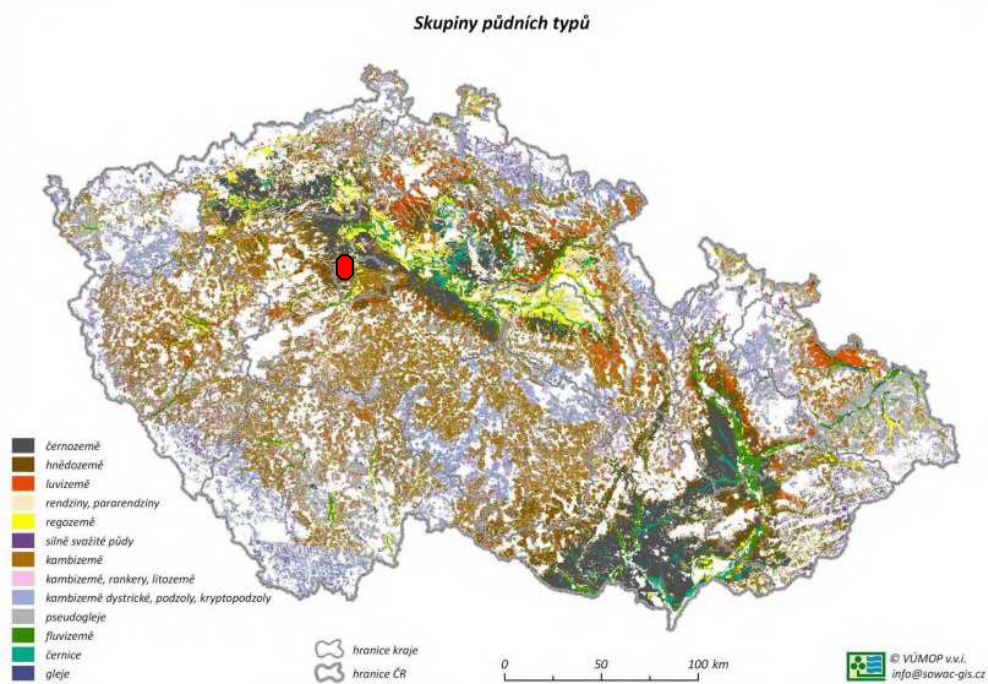 Skupiny půdních typů
černozemě
hnědozemě
luvizemě
rendziny, pararendziny
regozemě
silně svažité půdy
kambizemě
kambizemě, rankery, litozemě
kambizemě dystrické, podzoly, kryptopodzoly
pseudogleje
fluvizemě
černice
gleje
hranice kraje
hranice ČR
0 50 100 km
© VÚMOP v.v.i.
info@sowac-gis.cz